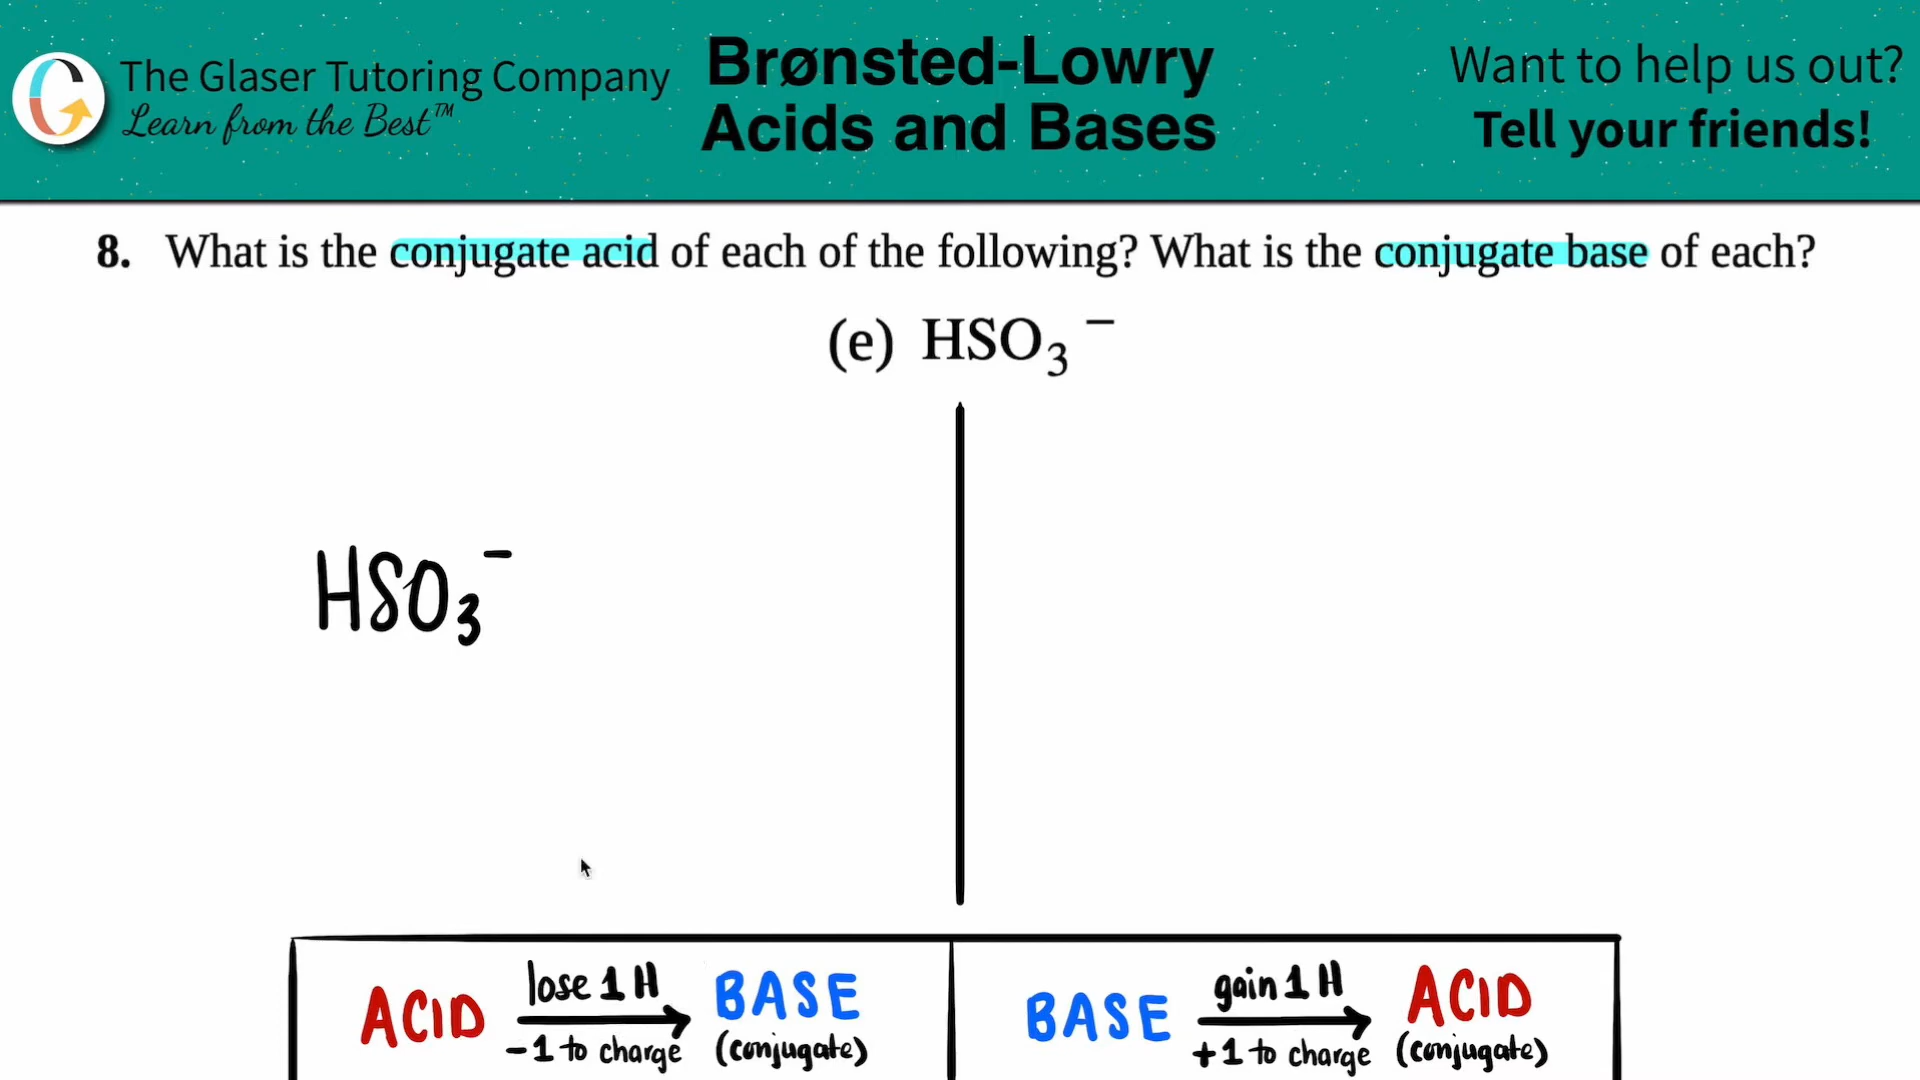 The Glaser Tutoring Company
Learn from the Best™
Brønsted-Lowry
Acids and Bases
Want to help us out?
Tell your friends!
8. What is the conjugate acid of each of the following? What is the conjugate base of each?
(e) HSO₃⁻
HSO₃⁻
ACID lose 1 H BASE
-1 to charge (conjugate)
BASE gain 1 H ACID
+1 to charge (conjugate)